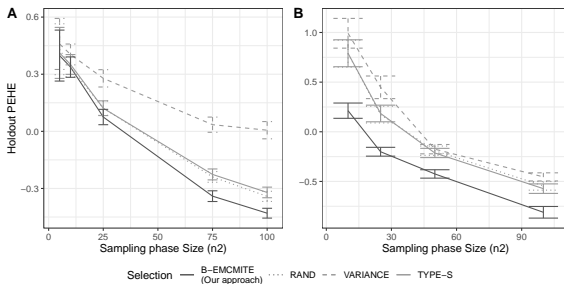 A
B
Holdout PEHE
0.6
0.3
0.0
−0.3
0 25 50 75 100
Sampling phase Size (n2)
1.0
0.5
0.0
−0.5
0 30 60 90
Sampling phase Size (n2)
Selection
B−EMCMITE
(Our approach)
RAND
VARIANCE
TYPE−S